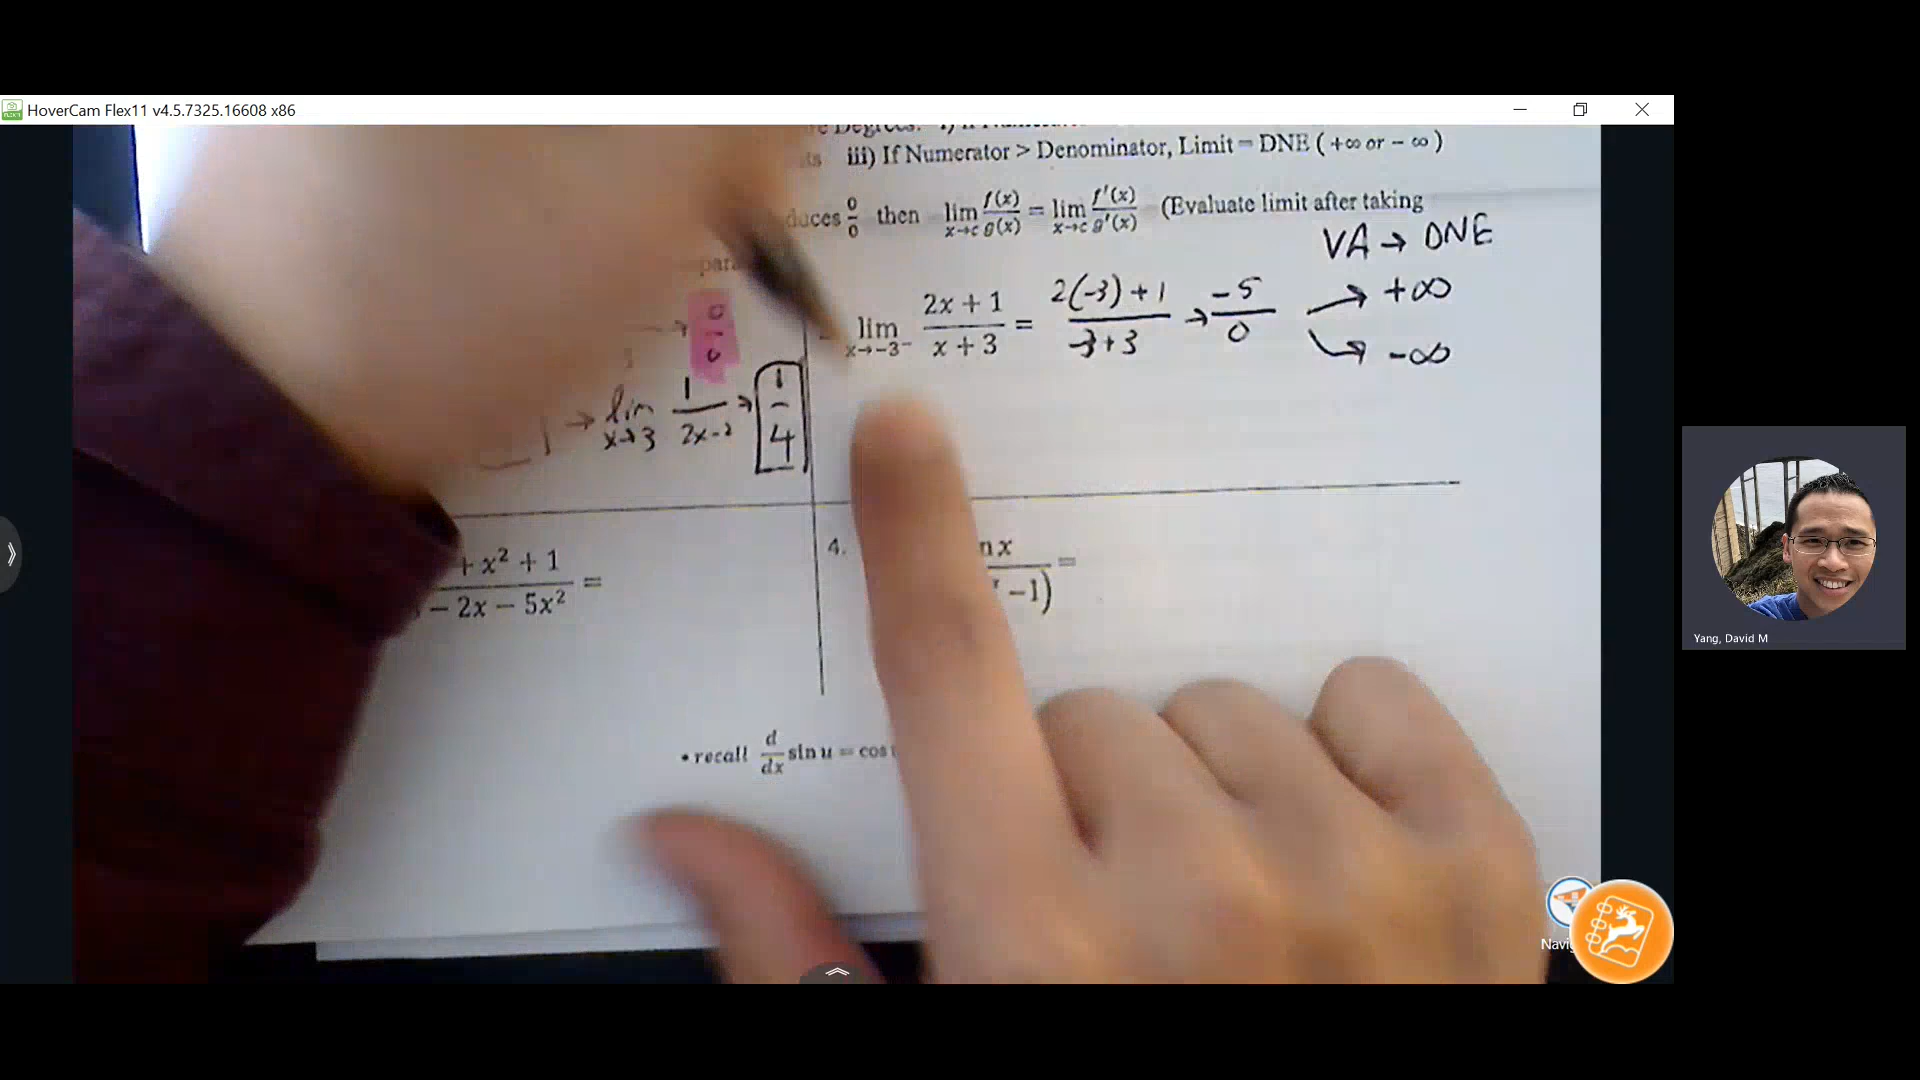 HoverCam Flex11 v4.5.7325.16608 x86
iii) If Numerator > Denominator, Limit = DNE ( +∞ or − ∞ )
duces 0/0 then lim x→c f(x)/g(x) = lim x→c f'(x)/g'(x) (Evaluate limit after taking
VA → DNE
→ 0/0
lim x→-3⁻ (2x + 1)/(x + 3) = (2(-3) + 1)/(-3+3) → -5/0 → +∞
→ -∞
→ lim x→3 1/(2x-2) → 1/4
+ x² + 1
− 2x − 5x² =
4.
n x
−1) =
• recall d/dx sin u = cos
Yang, David M